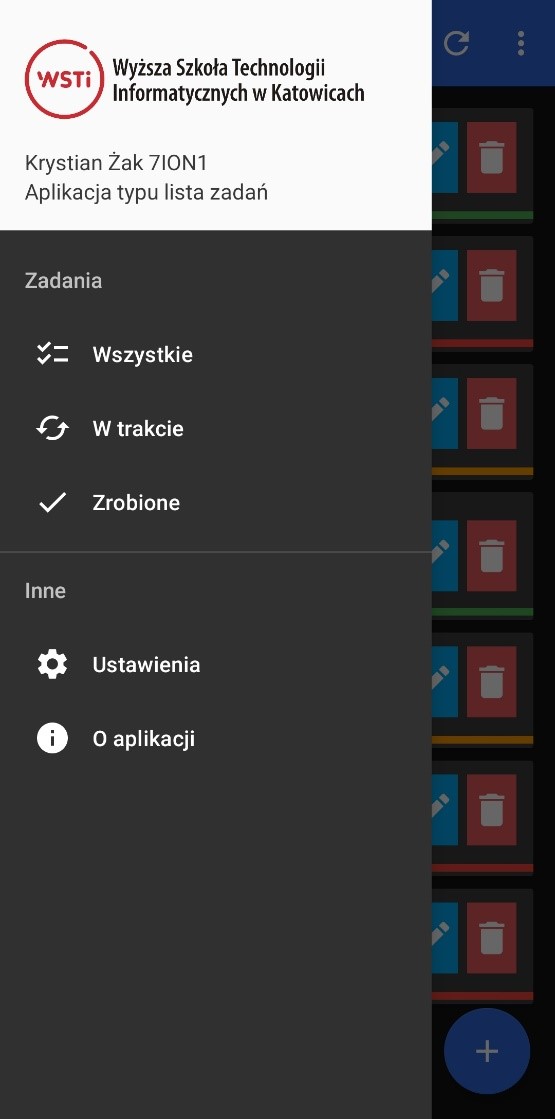 WSTi
Wyższa Szkoła Technologii
Informatycznych w Katowicach
Krystian Żak 7ION1
Aplikacja typu lista zadań
Zadania
Wszystkie
W trakcie
Zrobione
Inne
Ustawienia
O aplikacji